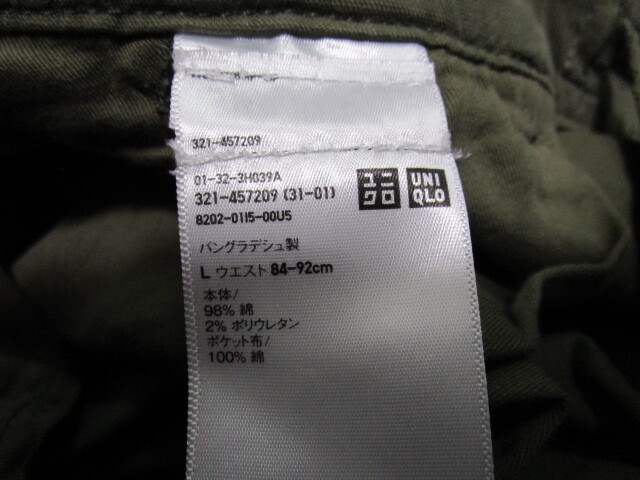 321-457209
01-32-3H039A
321-457209 (31-01)
8202-0115-00U5
ユニ
クロ
UNI
QLO
バングラデシュ製
L ウエスト 84-92cm
本体/
98% 綿
2% ポリウレタン
ポケット布/
100% 綿